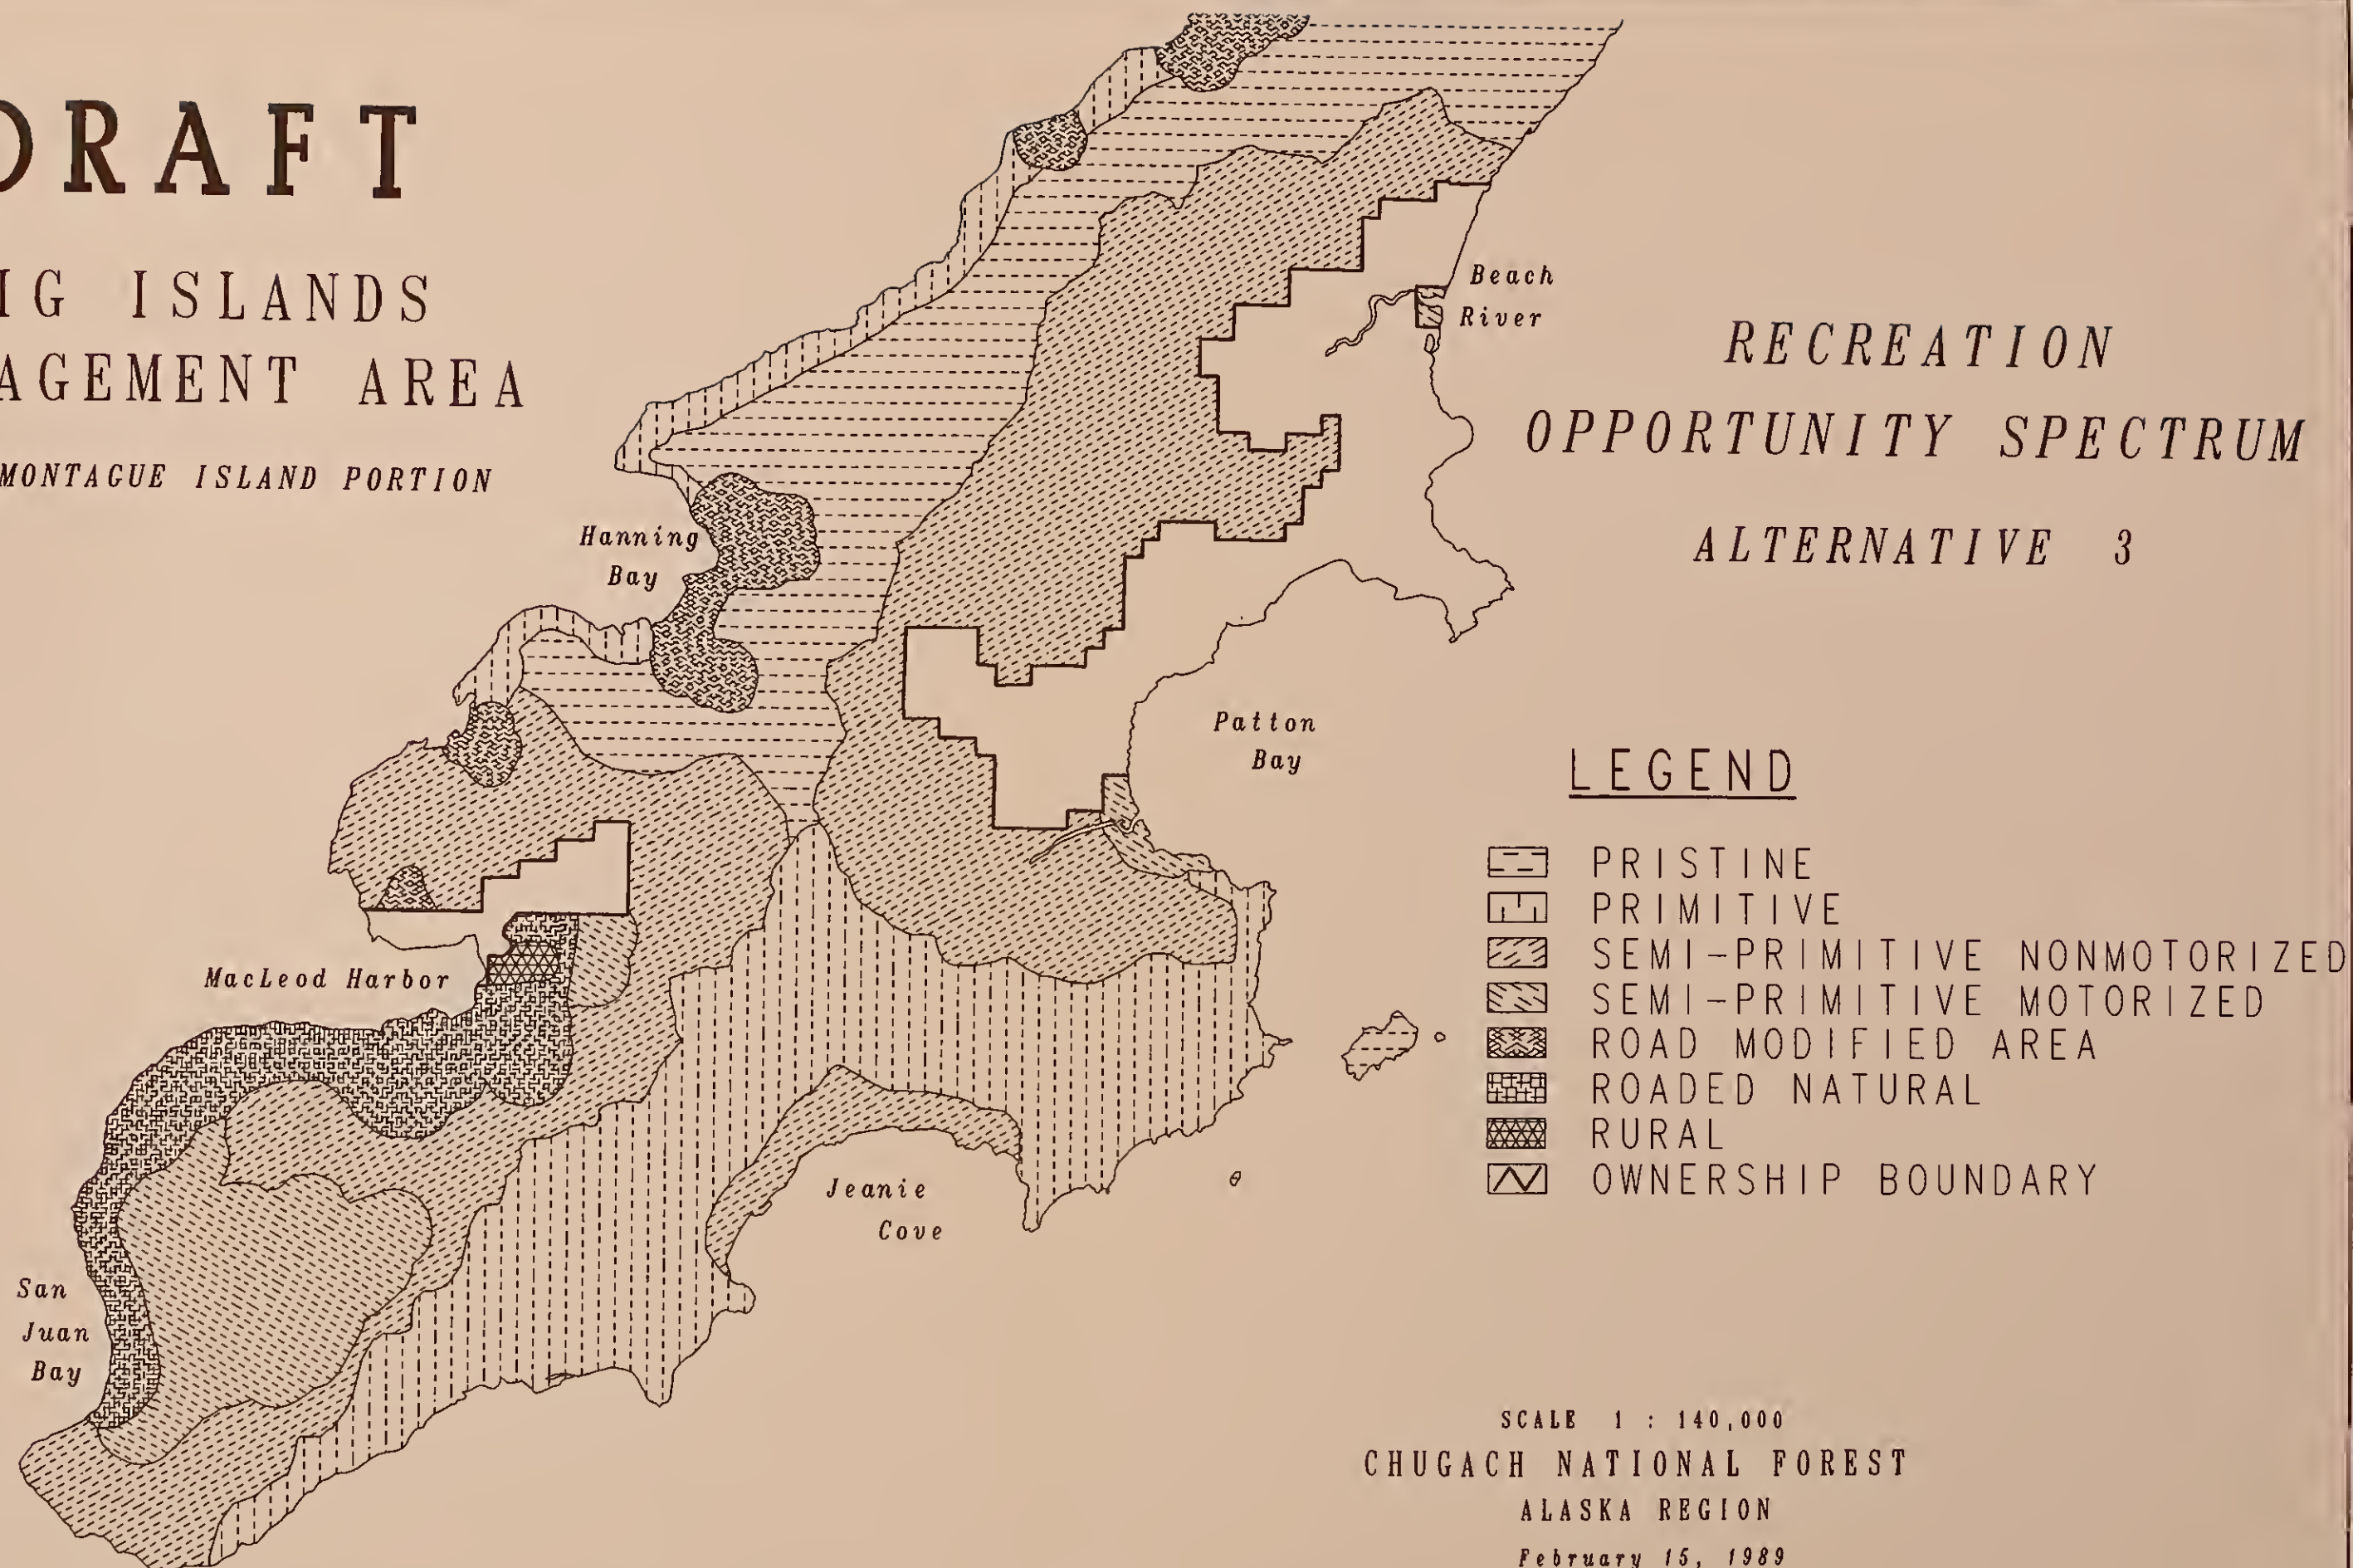 DRAFT
IG ISLANDS
AGEMENT AREA
MONTAGUE ISLAND PORTION
RECREATION
OPPORTUNITY SPECTRUM
ALTERNATIVE 3
Beach
River
Hanning
Bay
Patton
Bay
MacLeod Harbor
Jeanie
Cove
San
Juan
Bay
LEGEND
PRISTINE
PRIMITIVE
SEMI-PRIMITIVE NONMOTORIZED
SEMI-PRIMITIVE MOTORIZED
ROAD MODIFIED AREA
ROADED NATURAL
RURAL
OWNERSHIP BOUNDARY
SCALE 1 : 140,000
CHUGACH NATIONAL FOREST
ALASKA REGION
February 15, 1989